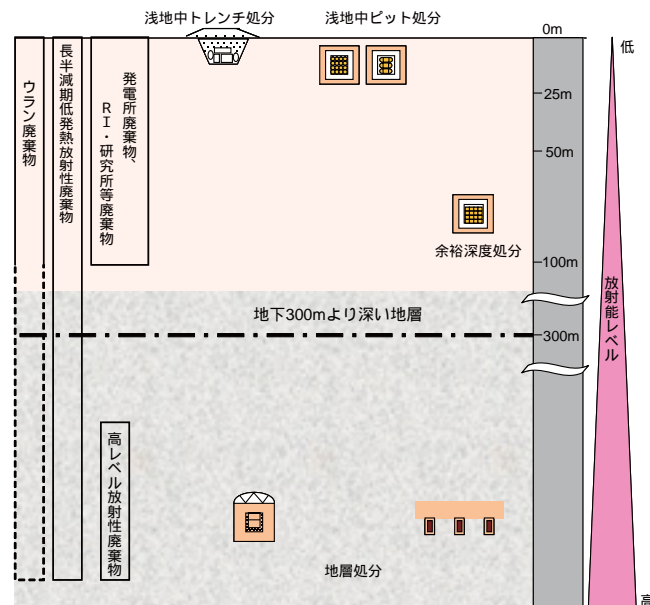 浅地中トレンチ処分
浅地中ピット処分
0m
低
ウラン廃棄物
長半減期低発熱放射性廃棄物
発電所廃棄物、
RI・研究所等廃棄物
25m
50m
余裕深度処分
100m
放射能レベル
地下300mより深い地層
300m
高レベル放射性廃棄物
地層処分
高